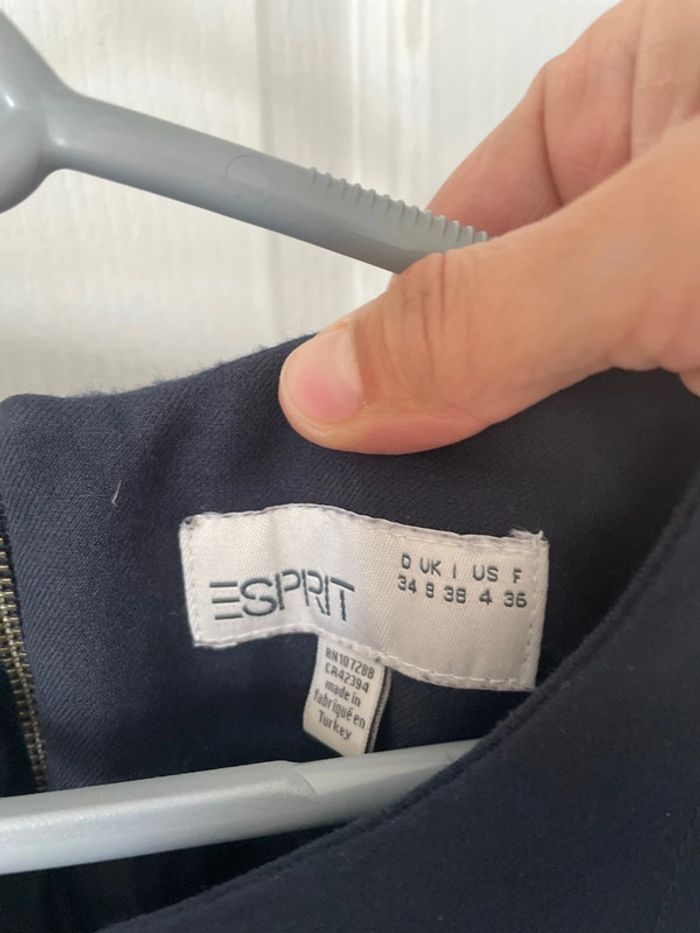 ESPRIT
D UK I US F
34 8 38 4 36
RN107288
CA42394
made in
fabriqué en
Turkey